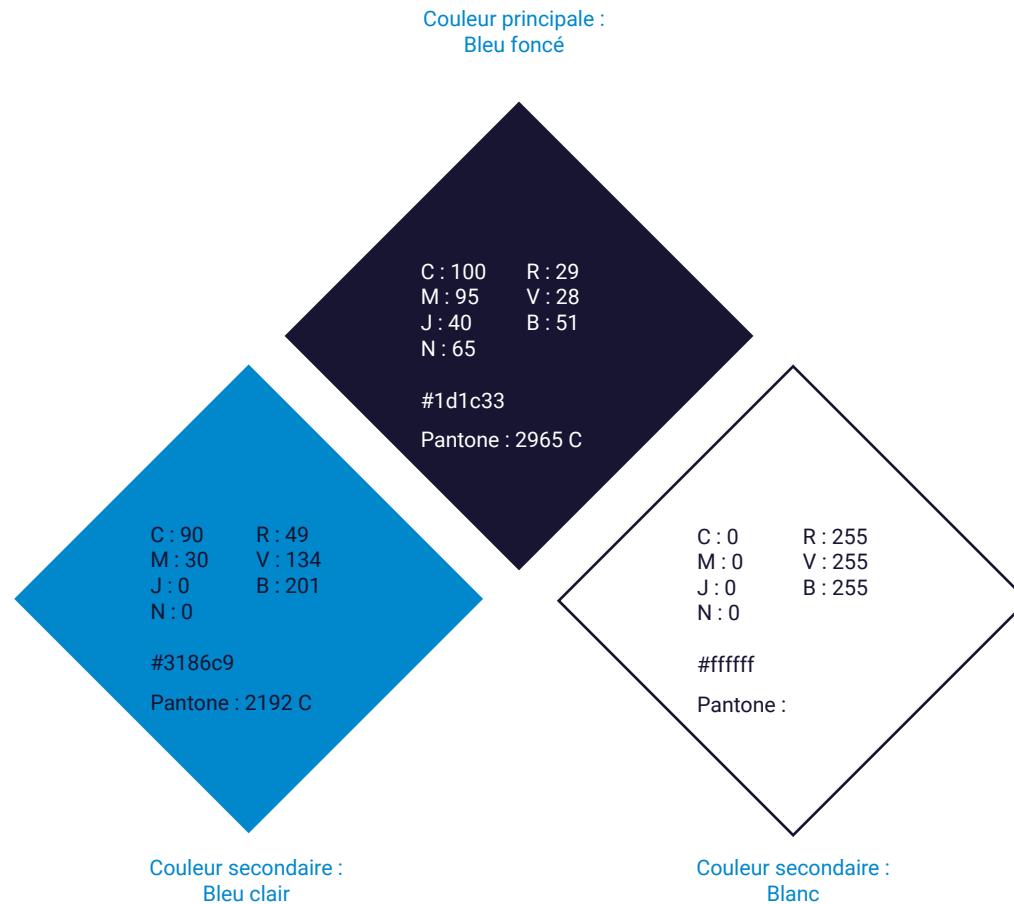 Couleur principale :
Bleu foncé
C : 100
M : 95
J : 40
N : 65
R : 29
V : 28
B : 51
#1d1c33
Pantone : 2965 C
C : 90
M : 30
J : 0
N : 0
R : 49
V : 134
B : 201
#3186c9
Pantone : 2192 C
Couleur secondaire :
Bleu clair
C : 0
M : 0
J : 0
N : 0
R : 255
V : 255
B : 255
#ffffff
Pantone :
Couleur secondaire :
Blanc